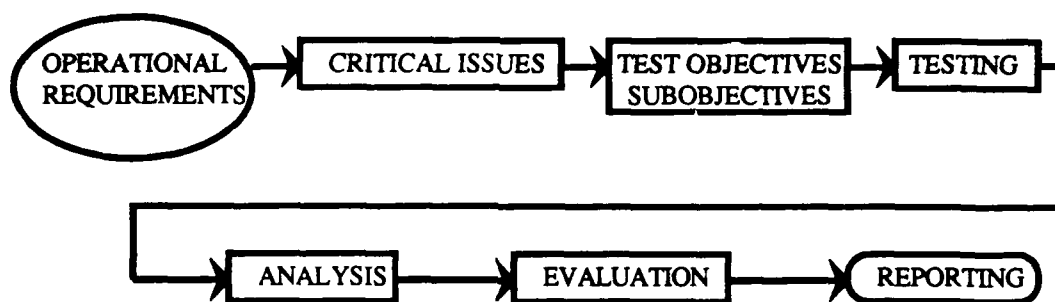 OPERATIONAL
REQUIREMENTS
CRITICAL ISSUES
TEST OBJECTIVES
SUBOBJECTIVES
TESTING
ANALYSIS
EVALUATION
REPORTING